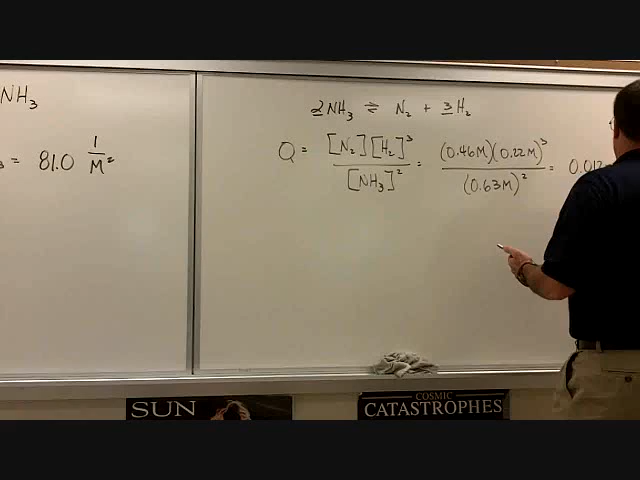 NH₃
= 81.0 1/M²
2NH₃ ⇌ N₂ + 3H₂
Q = [N₂][H₂]³ / [NH₃]² = (0.46M)(0.22M)³ / (0.63M)² = 0.012
SUN
COSMIC
CATASTROPHES